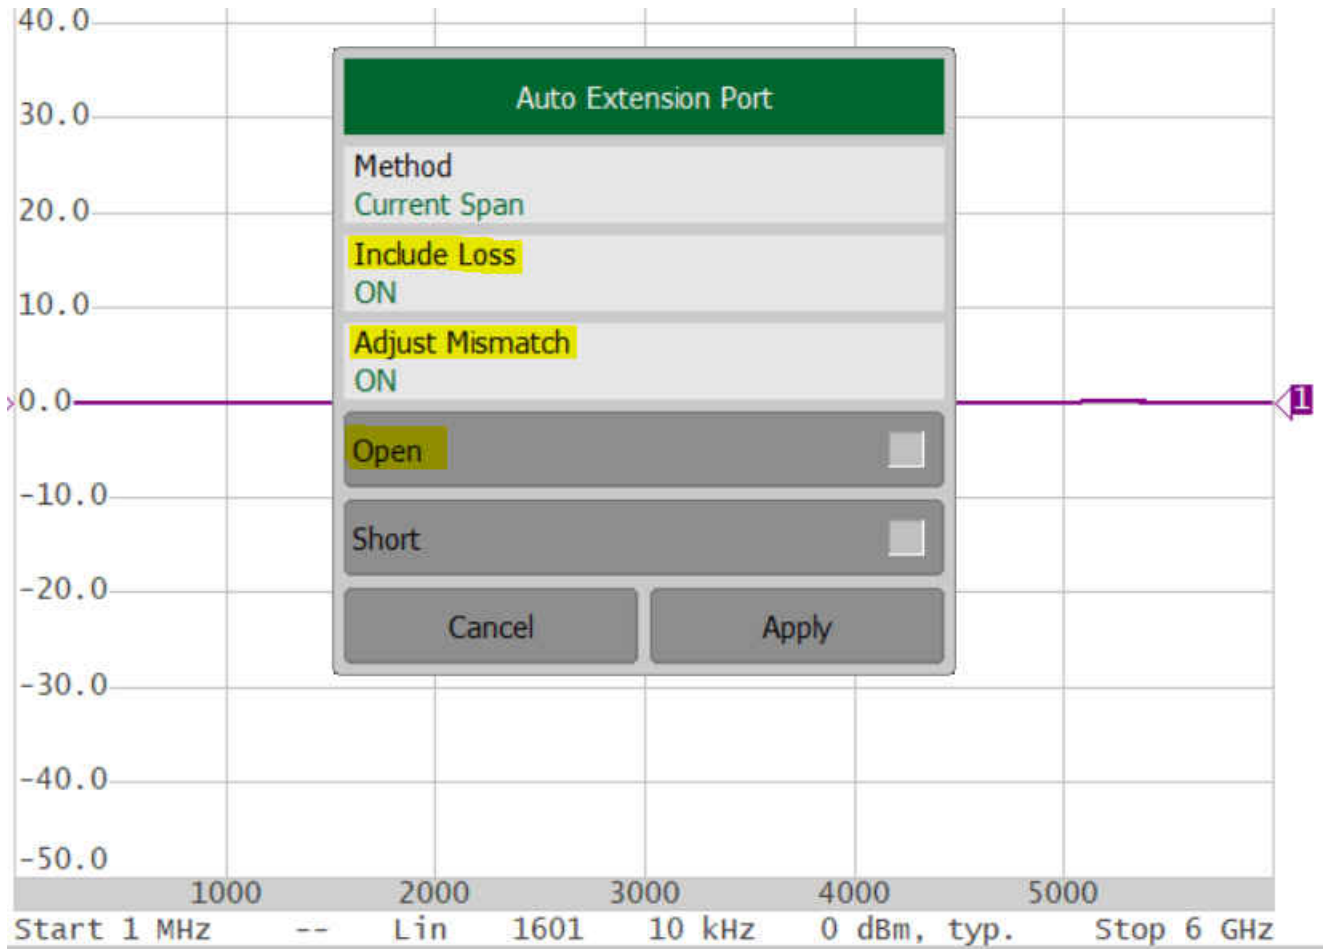 40.0
Auto Extension Port
30.0
Method
Current Span
20.0
Include Loss
ON
10.0
Adjust Mismatch
ON
0.0
1
Open
-10.0
Short
-20.0
Cancel Apply
-30.0
-40.0
-50.0
1000 2000 3000 4000 5000
Start 1 MHz -- Lin 1601 10 kHz 0 dBm, typ. Stop 6 GHz